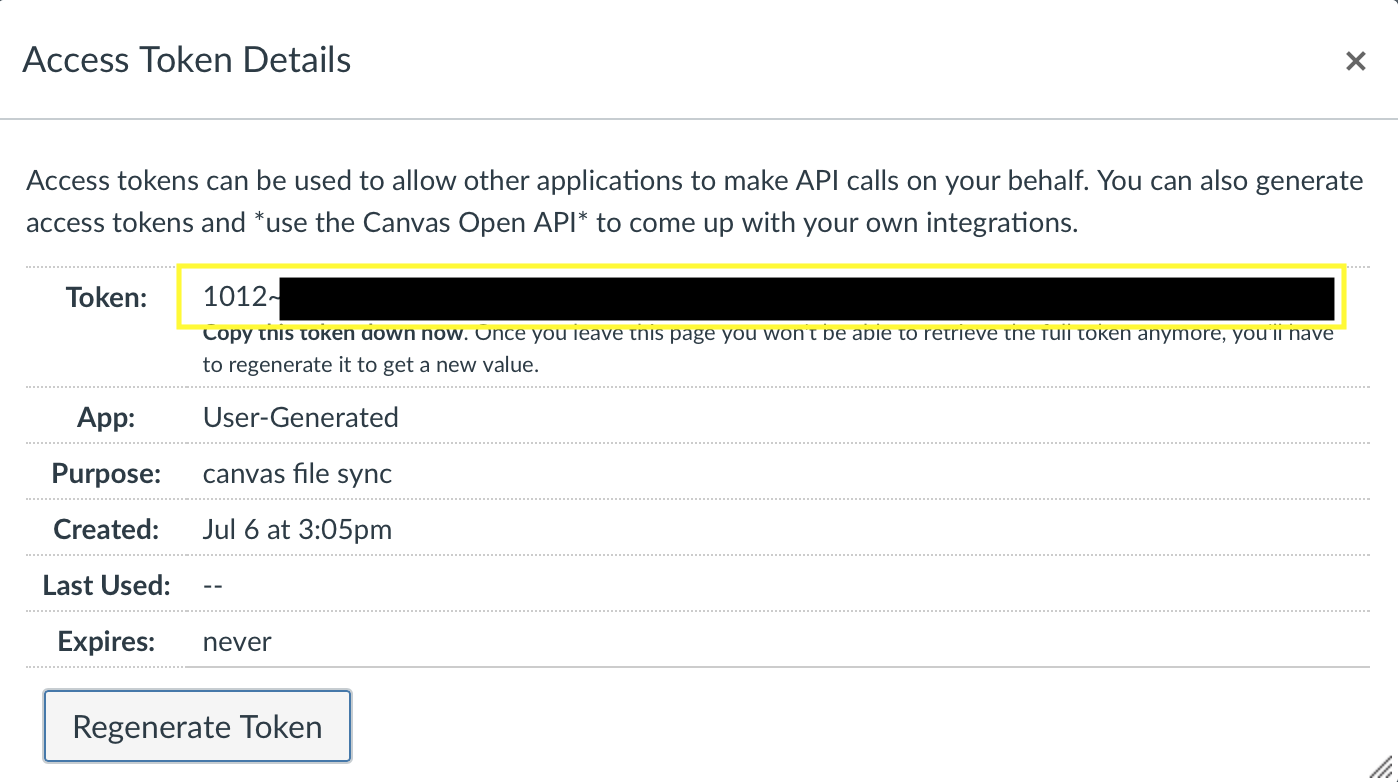 Access Token Details
Access tokens can be used to allow other applications to make API calls on your behalf. You can also generate
access tokens and *use the Canvas Open API* to come up with your own integrations.
Token: 1012~
Copy this token down now. Once you leave this page you won't be able to retrieve the full token anymore, you'll have
to regenerate it to get a new value.
App: User-Generated
Purpose: canvas file sync
Created: Jul 6 at 3:05pm
Last Used: --
Expires: never
Regenerate Token